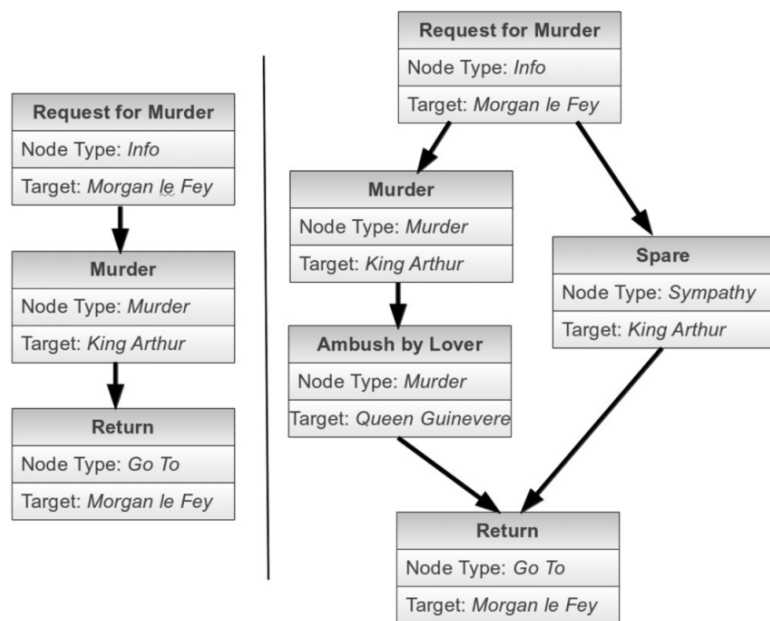 Request for Murder
Node Type: Info
Target: Morgan le Fey
Murder
Node Type: Murder
Target: King Arthur
Return
Node Type: Go To
Target: Morgan le Fey
Request for Murder
Node Type: Info
Target: Morgan le Fey
Murder
Node Type: Murder
Target: King Arthur
Ambush by Lover
Node Type: Murder
Target: Queen Guinevere
Spare
Node Type: Sympathy
Target: King Arthur
Return
Node Type: Go To
Target: Morgan le Fey